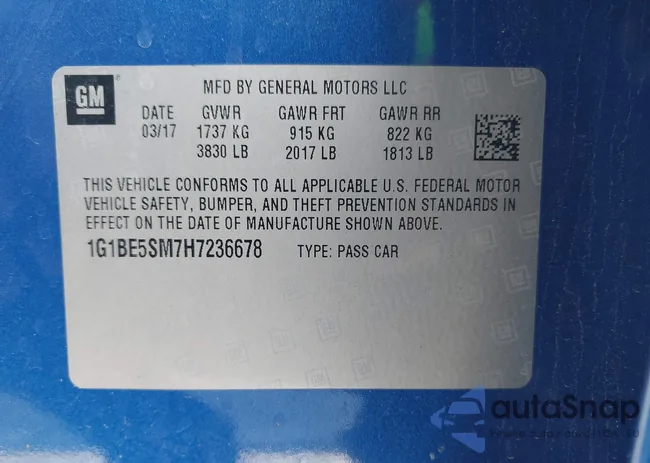 GM
MFD BY GENERAL MOTORS LLC
DATE GVWR GAWR FRT GAWR RR
03/17 1737 KG 915 KG 822 KG
3830 LB 2017 LB 1813 LB
THIS VEHICLE CONFORMS TO ALL APPLICABLE U.S. FEDERAL MOTOR
VEHICLE SAFETY, BUMPER, AND THEFT PREVENTION STANDARDS IN
EFFECT ON THE DATE OF MANUFACTURE SHOWN ABOVE.
1G1BE5SM7H7236678 TYPE: PASS CAR
autoSnap